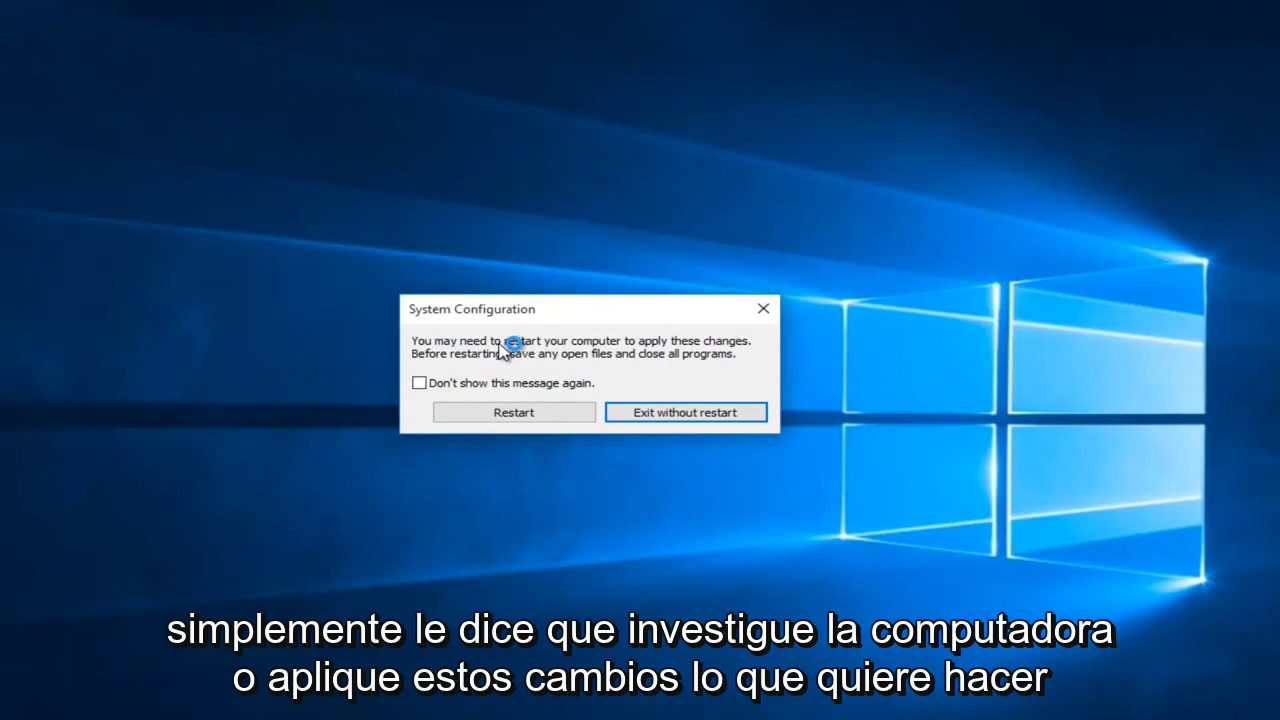 System Configuration
You may need to restart your computer to apply these changes.
Before restarting, save any open files and close all programs.
Don't show this message again.
Restart
Exit without restart
simplemente le dice que investigue la computadora
o aplique estos cambios lo que quiere hacer